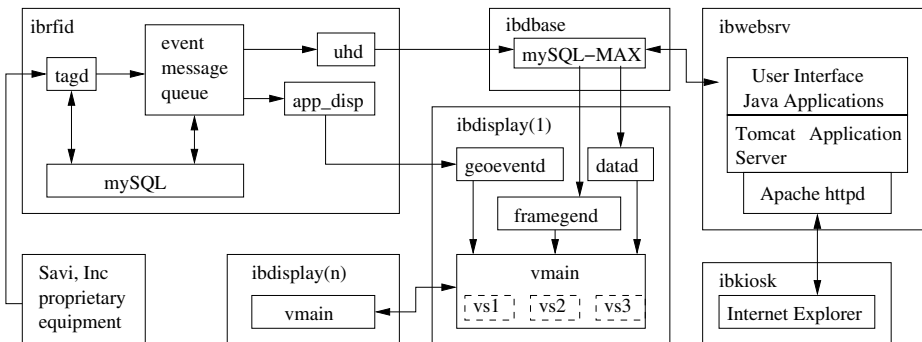 ibrfid
tagd
event
message
queue
uhd
app_disp
mySQL
ibdbase
mySQL-MAX
ibwebsrv
User Interface
Java Applications
Tomcat Application
Server
Apache httpd
ibdisplay(1)
geoeventd
datad
framegend
vmain
vs1
vs2
vs3
Savi, Inc
proprietary
equipment
ibdisplay(n)
vmain
ibkiosk
Internet Explorer